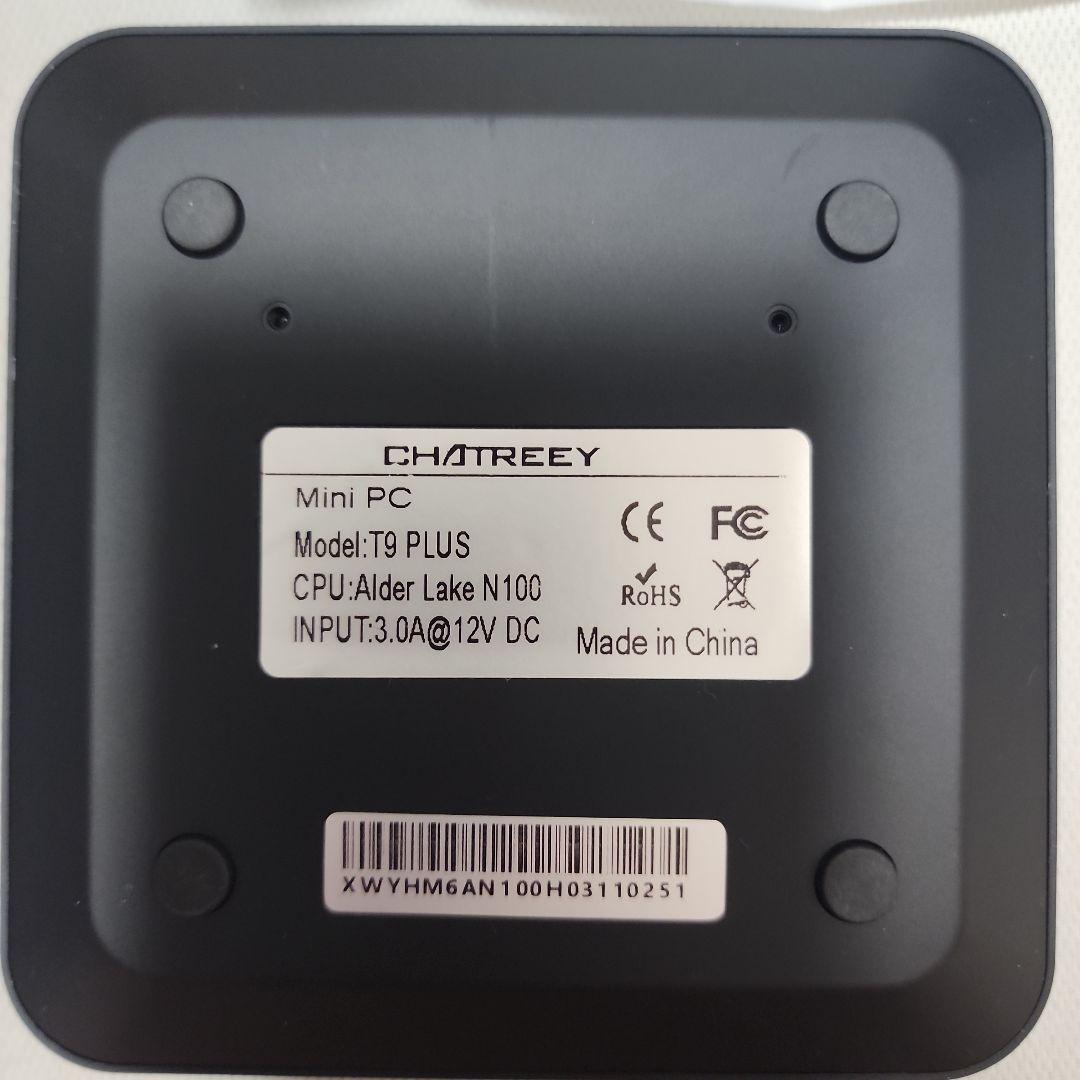 CHATREEY
Mini PC
Model:T9 PLUS
CPU:Alder Lake N100
INPUT:3.0A@12V DC
CE FC
RoHS
Made in China
XWYHM6AN100H03110251